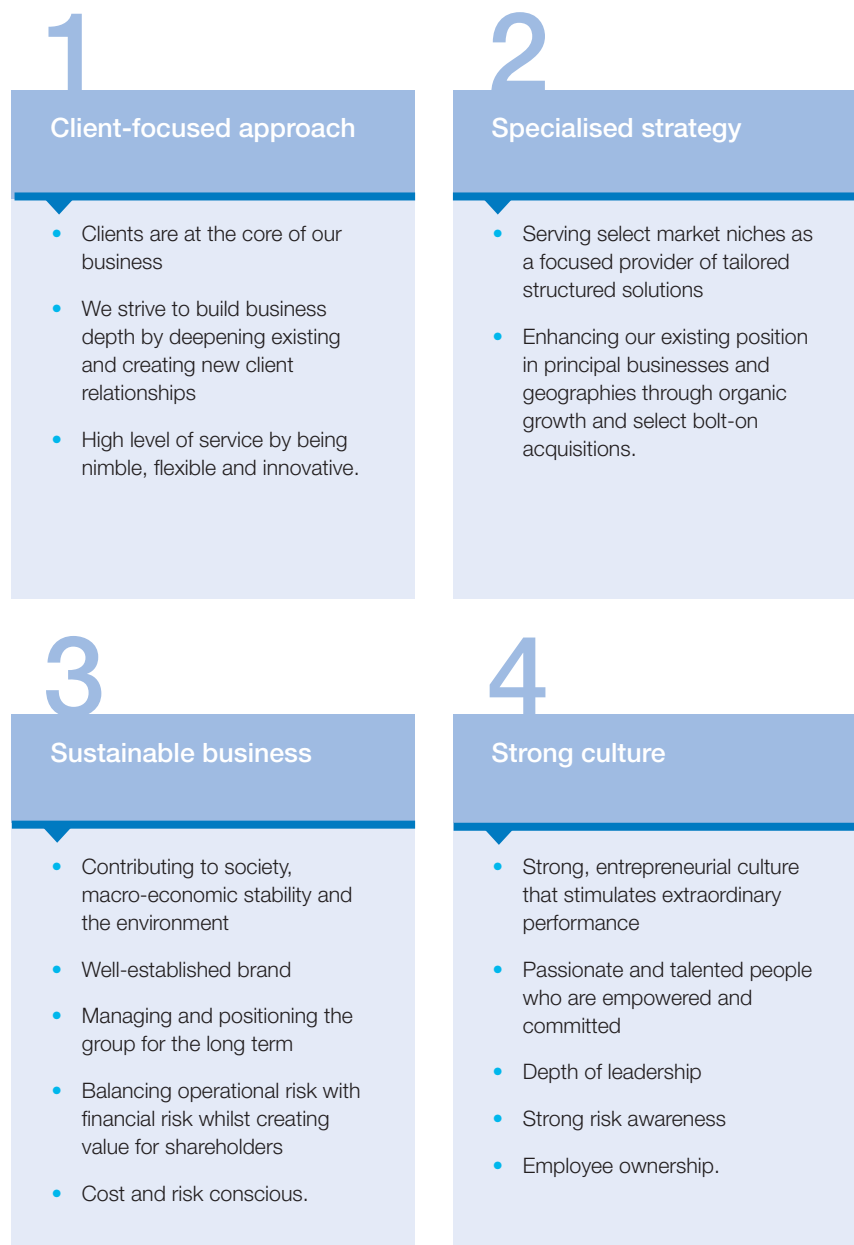 1
Client-focused approach
• Clients are at the core of our
business
• We strive to build business
depth by deepening existing
and creating new client
relationships
• High level of service by being
nimble, flexible and innovative.
2
Specialised strategy
• Serving select market niches as
a focused provider of tailored
structured solutions
• Enhancing our existing position
in principal businesses and
geographies through organic
growth and select bolt-on
acquisitions.
3
Sustainable business
• Contributing to society,
macro-economic stability and
the environment
• Well-established brand
• Managing and positioning the
group for the long term
• Balancing operational risk with
financial risk whilst creating
value for shareholders
• Cost and risk conscious.
4
Strong culture
• Strong, entrepreneurial culture
that stimulates extraordinary
performance
• Passionate and talented people
who are empowered and
committed
• Depth of leadership
• Strong risk awareness
• Employee ownership.